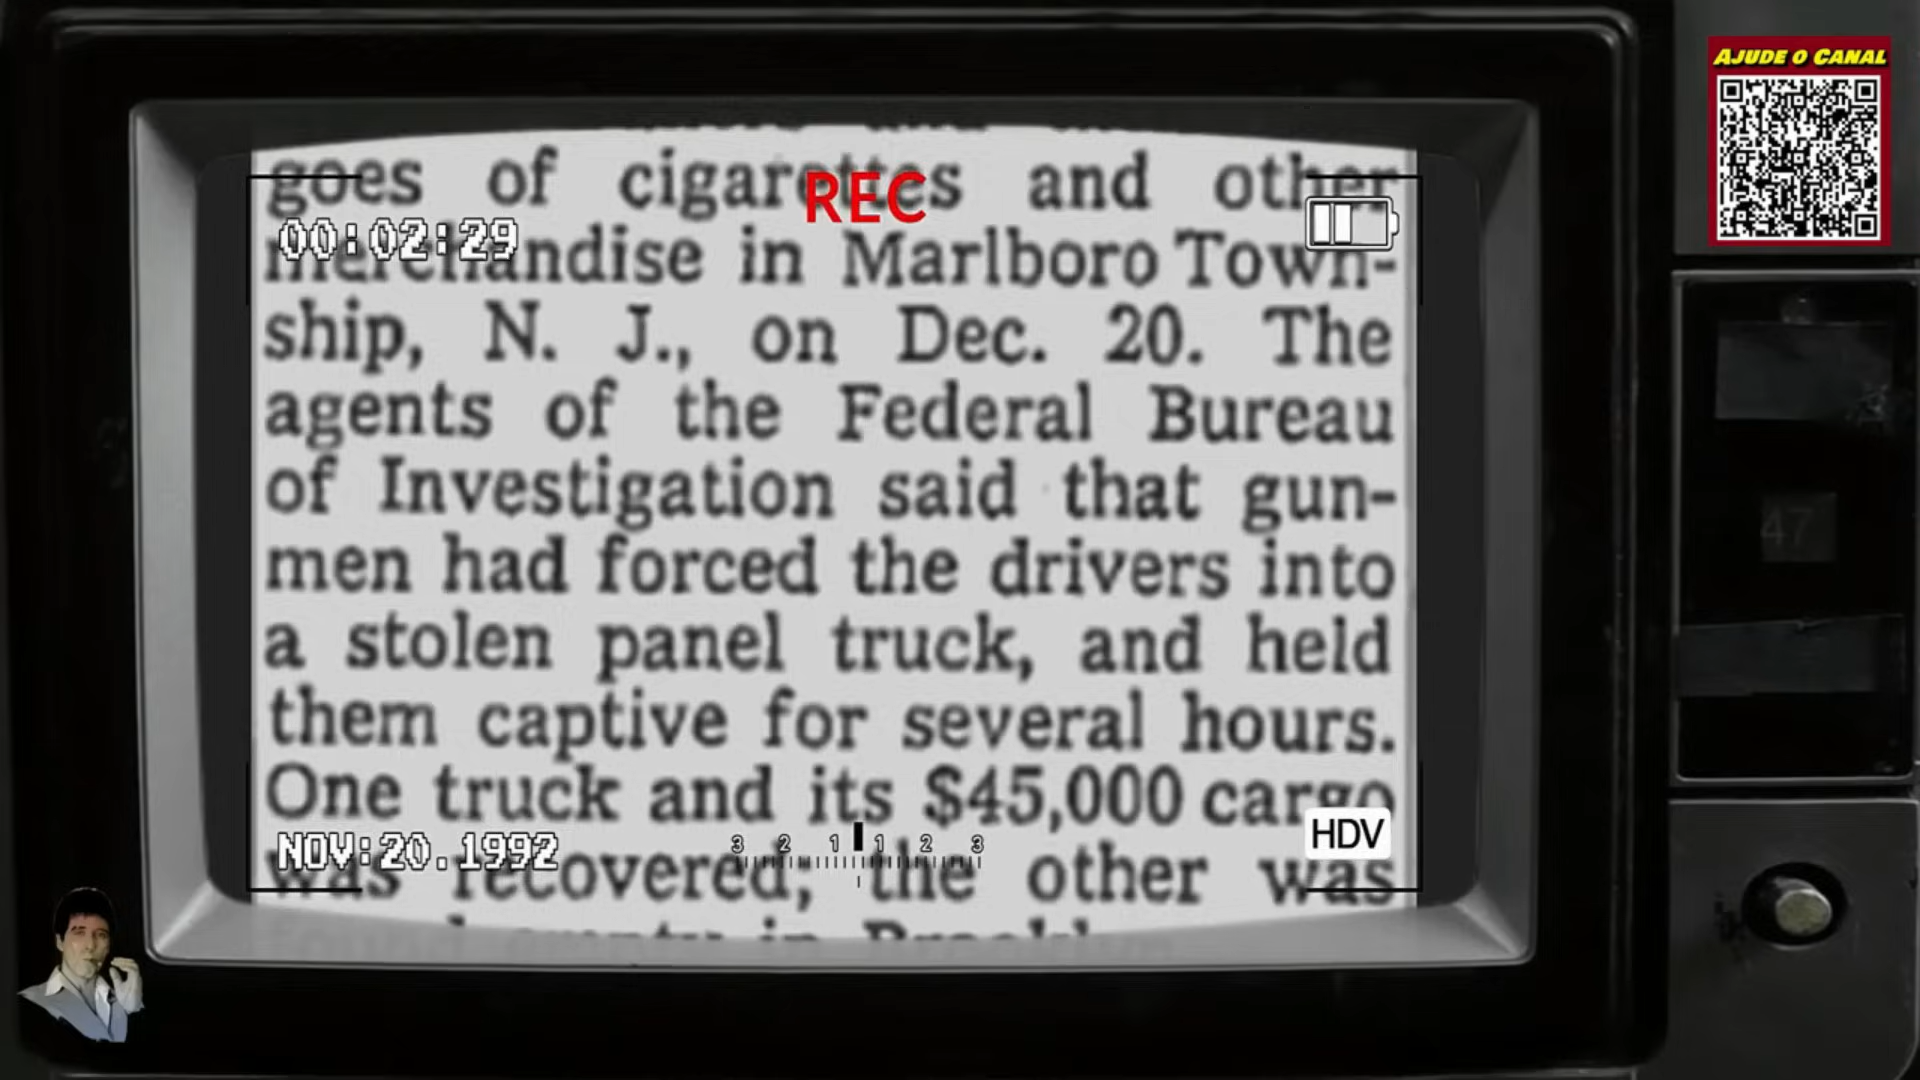 AJUDE O CANAL
goes of cigarettes and other
REC
00:02:29
merchandise in Marlboro Town-
ship, N. J., on Dec. 20. The
agents of the Federal Bureau
of Investigation said that gun-
men had forced the drivers into
a stolen panel truck, and held
them captive for several hours.
One truck and its $45,000 cargo
HDV
NOV:20.1992
3 2 1 1 2 3
was recovered; the other was
47